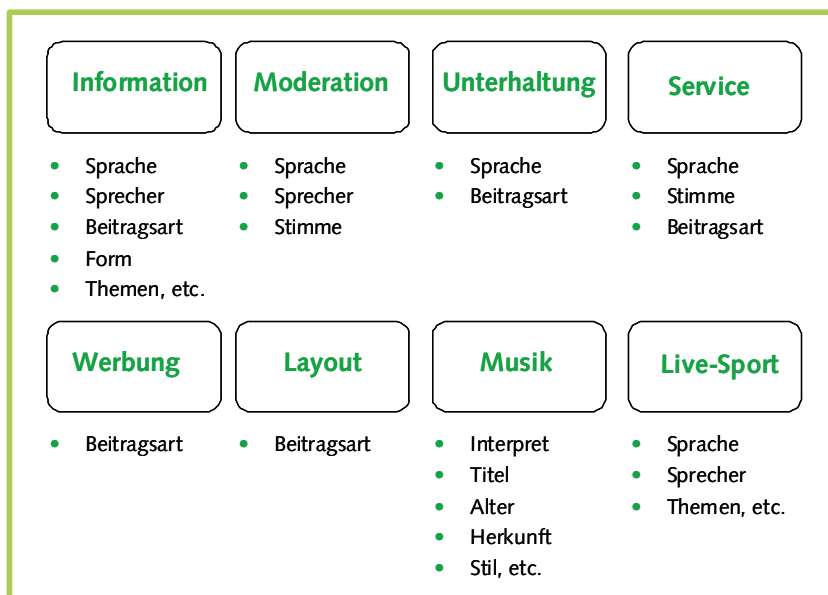 Information
• Sprache
• Sprecher
• Beitragsart
• Form
• Themen, etc.
Moderation
• Sprache
• Sprecher
• Stimme
Unterhaltung
• Sprache
• Beitragsart
Service
• Sprache
• Stimme
• Beitragsart
Werbung
• Beitragsart
Layout
• Beitragsart
Musik
• Interpret
• Titel
• Alter
• Herkunft
• Stil, etc.
Live-Sport
• Sprache
• Sprecher
• Themen, etc.